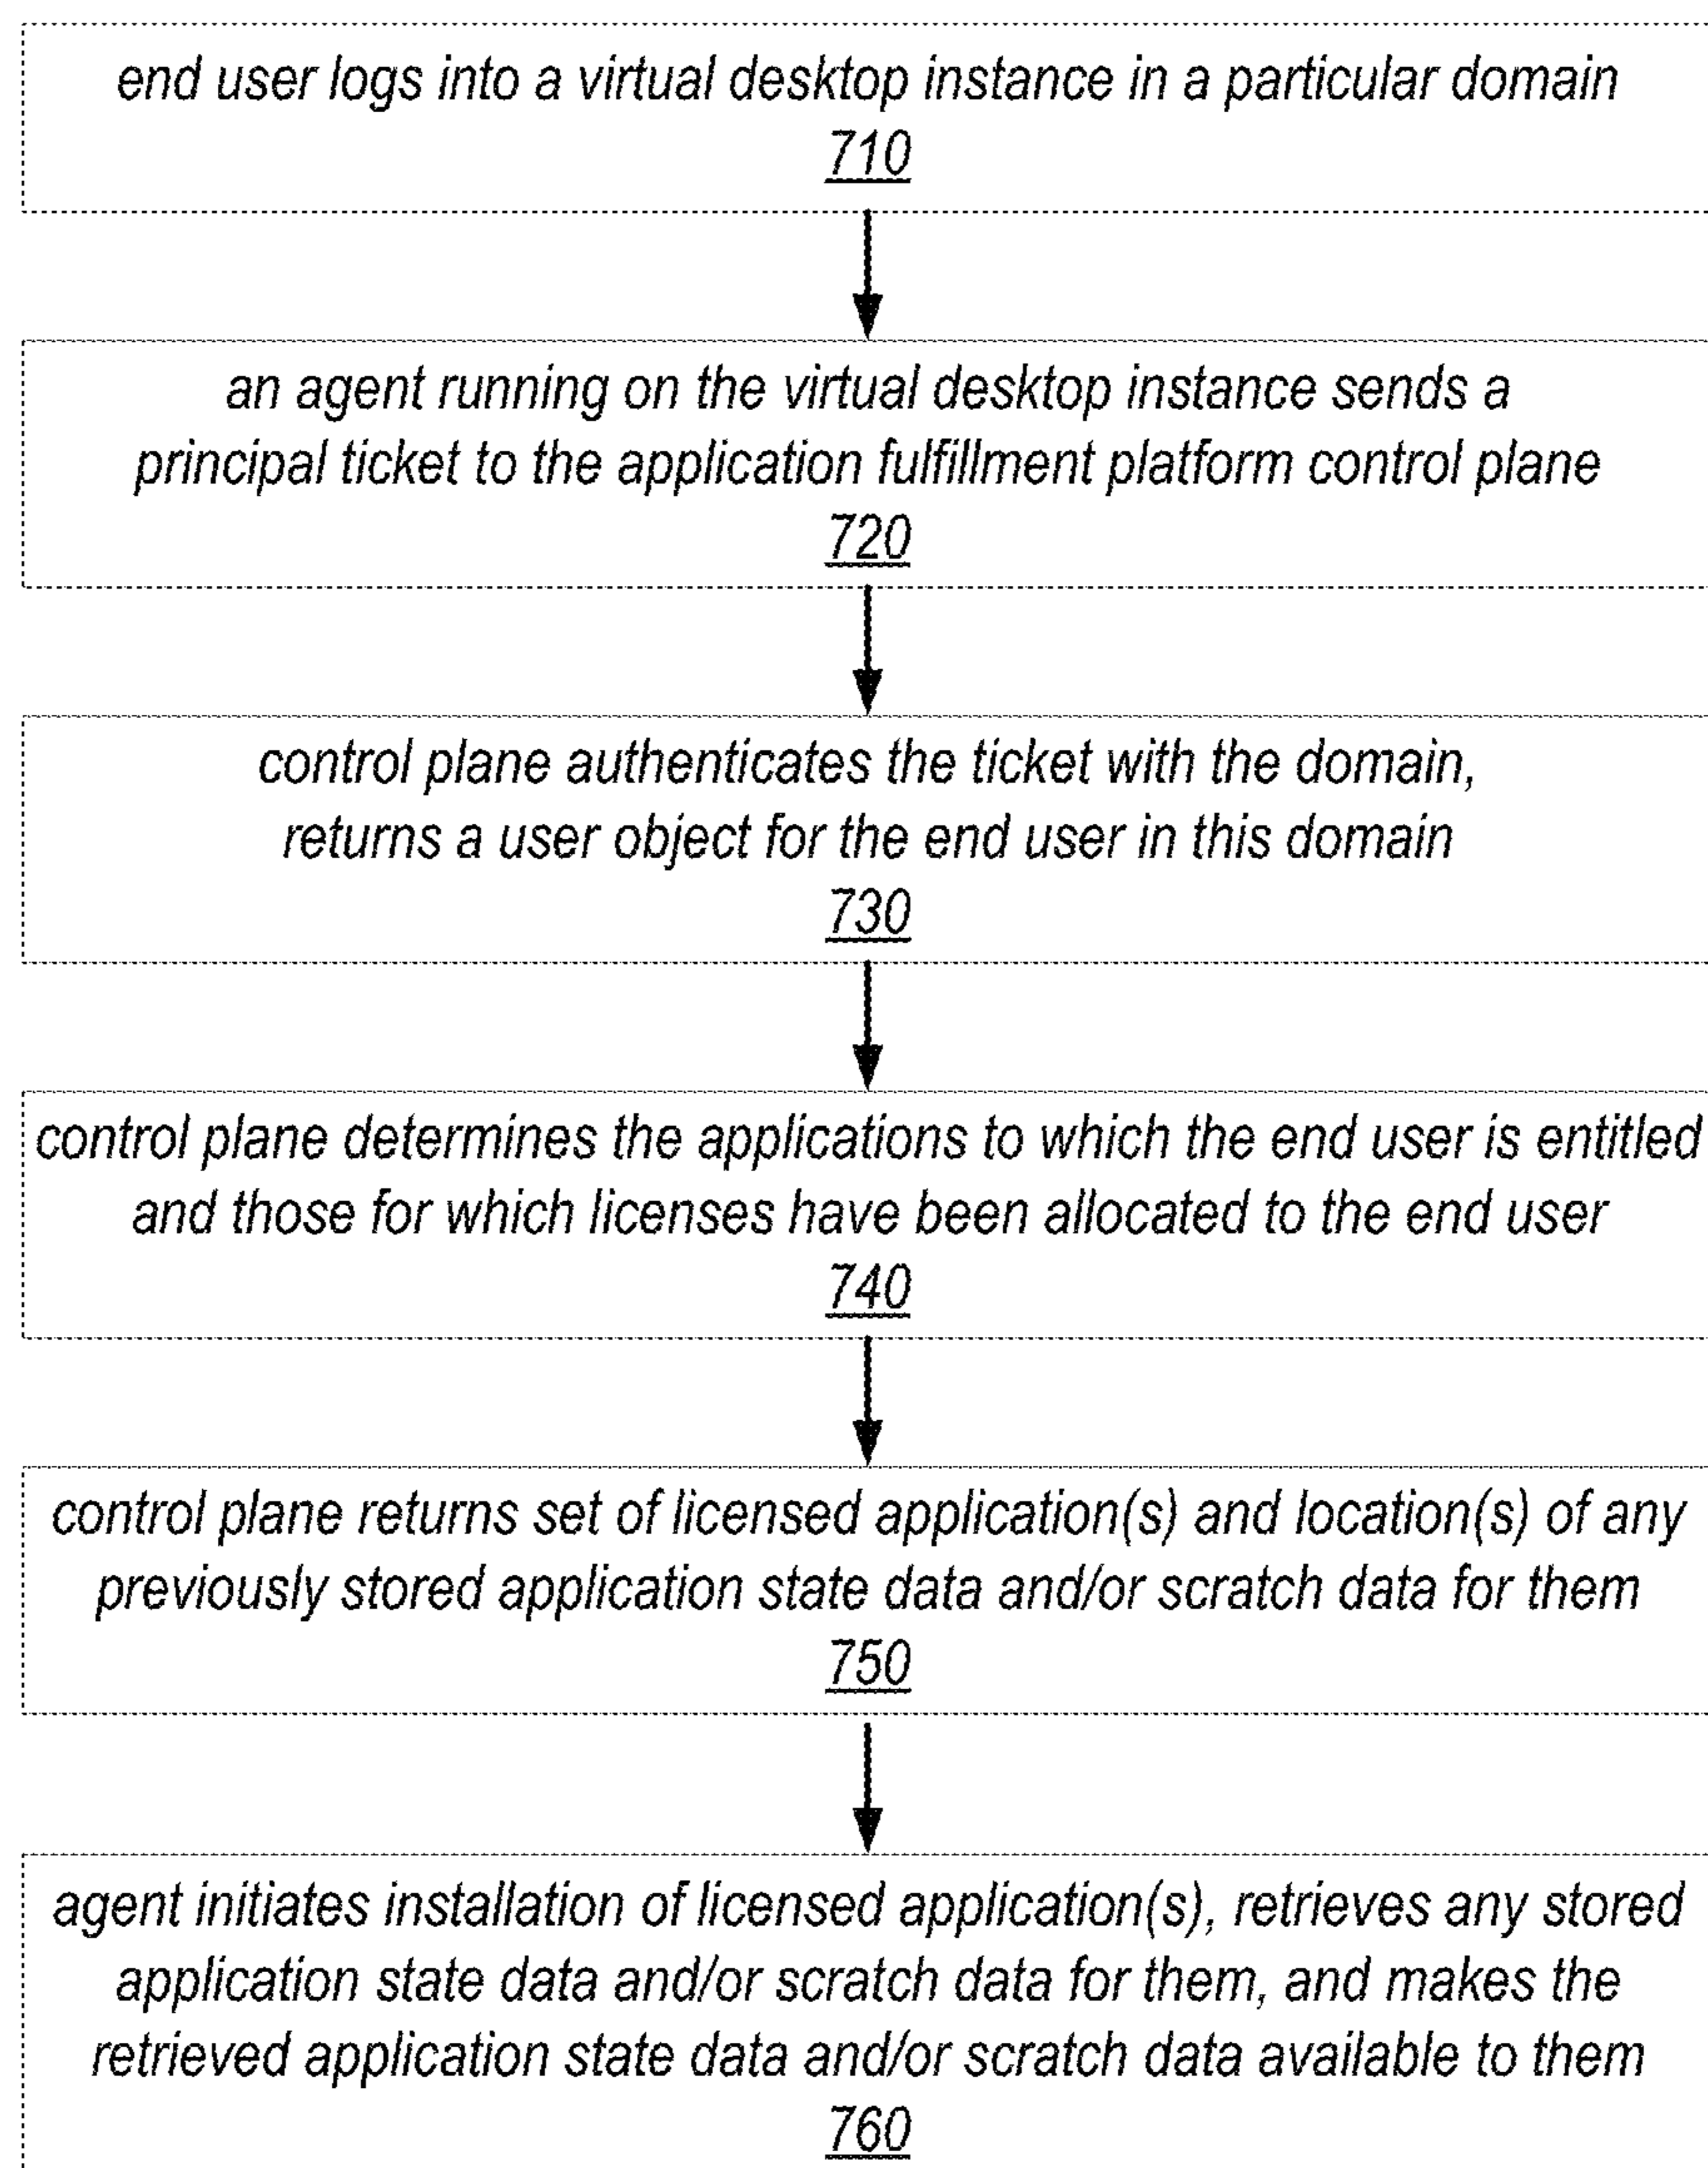 end user logs into a virtual desktop instance in a particular domain
710
an agent running on the virtual desktop instance sends a
principal ticket to the application fulfillment platform control plane
720
control plane authenticates the ticket with the domain,
returns a user object for the end user in this domain
730
control plane determines the applications to which the end user is entitled
and those for which licenses have been allocated to the end user
740
control plane returns set of licensed application(s) and location(s) of any
previously stored application state data and/or scratch data for them
750
agent initiates installation of licensed application(s), retrieves any stored
application state data and/or scratch data for them, and makes the
retrieved application state data and/or scratch data available to them
760